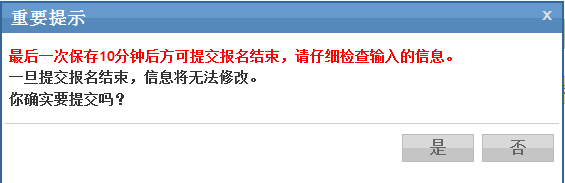 重要提示
x
最后一次保存10分钟后方可提交报名结束，请仔细检查输入的信息。
一旦提交报名结束，信息将无法修改。
你确实要提交吗？
是 否